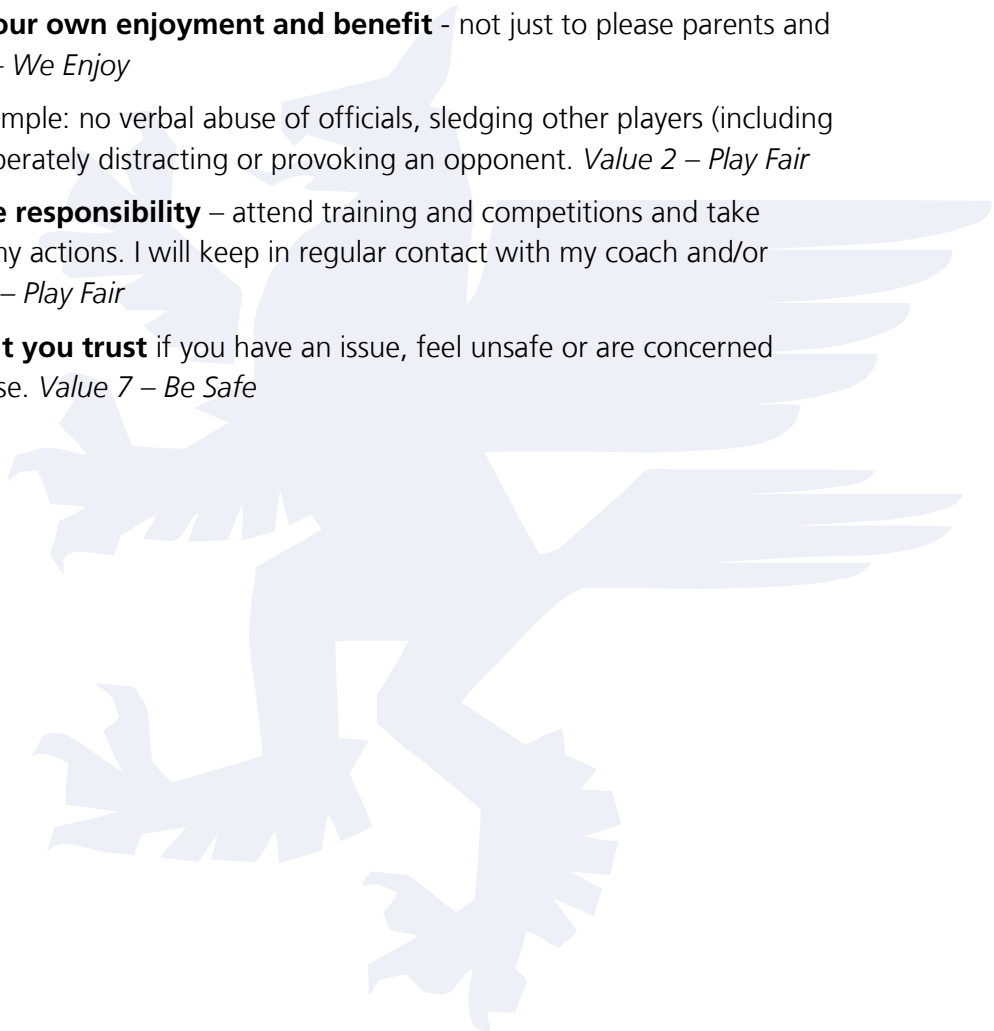 our own enjoyment and benefit - not just to please parents and
– We Enjoy
mple: no verbal abuse of officials, sledging other players (including
perately distracting or provoking an opponent. Value 2 – Play Fair
e responsibility – attend training and competitions and take
ny actions. I will keep in regular contact with my coach and/or
– Play Fair
t you trust if you have an issue, feel unsafe or are concerned
se. Value 7 – Be Safe